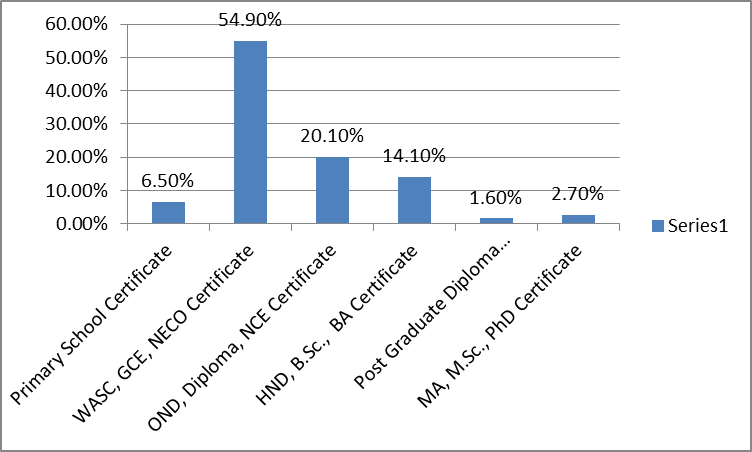 60.00%
50.00%
40.00%
30.00%
20.00%
10.00%
0.00%
6.50%
54.90%
20.10%
14.10%
1.60%
2.70%
Primary School Certificate
WASC, GCE, NECO Certificate
OND, Diploma, NCE Certificate
HND, B.Sc., BA Certificate
Post Graduate Diploma...
MA, M.Sc., PhD Certificate
Series1